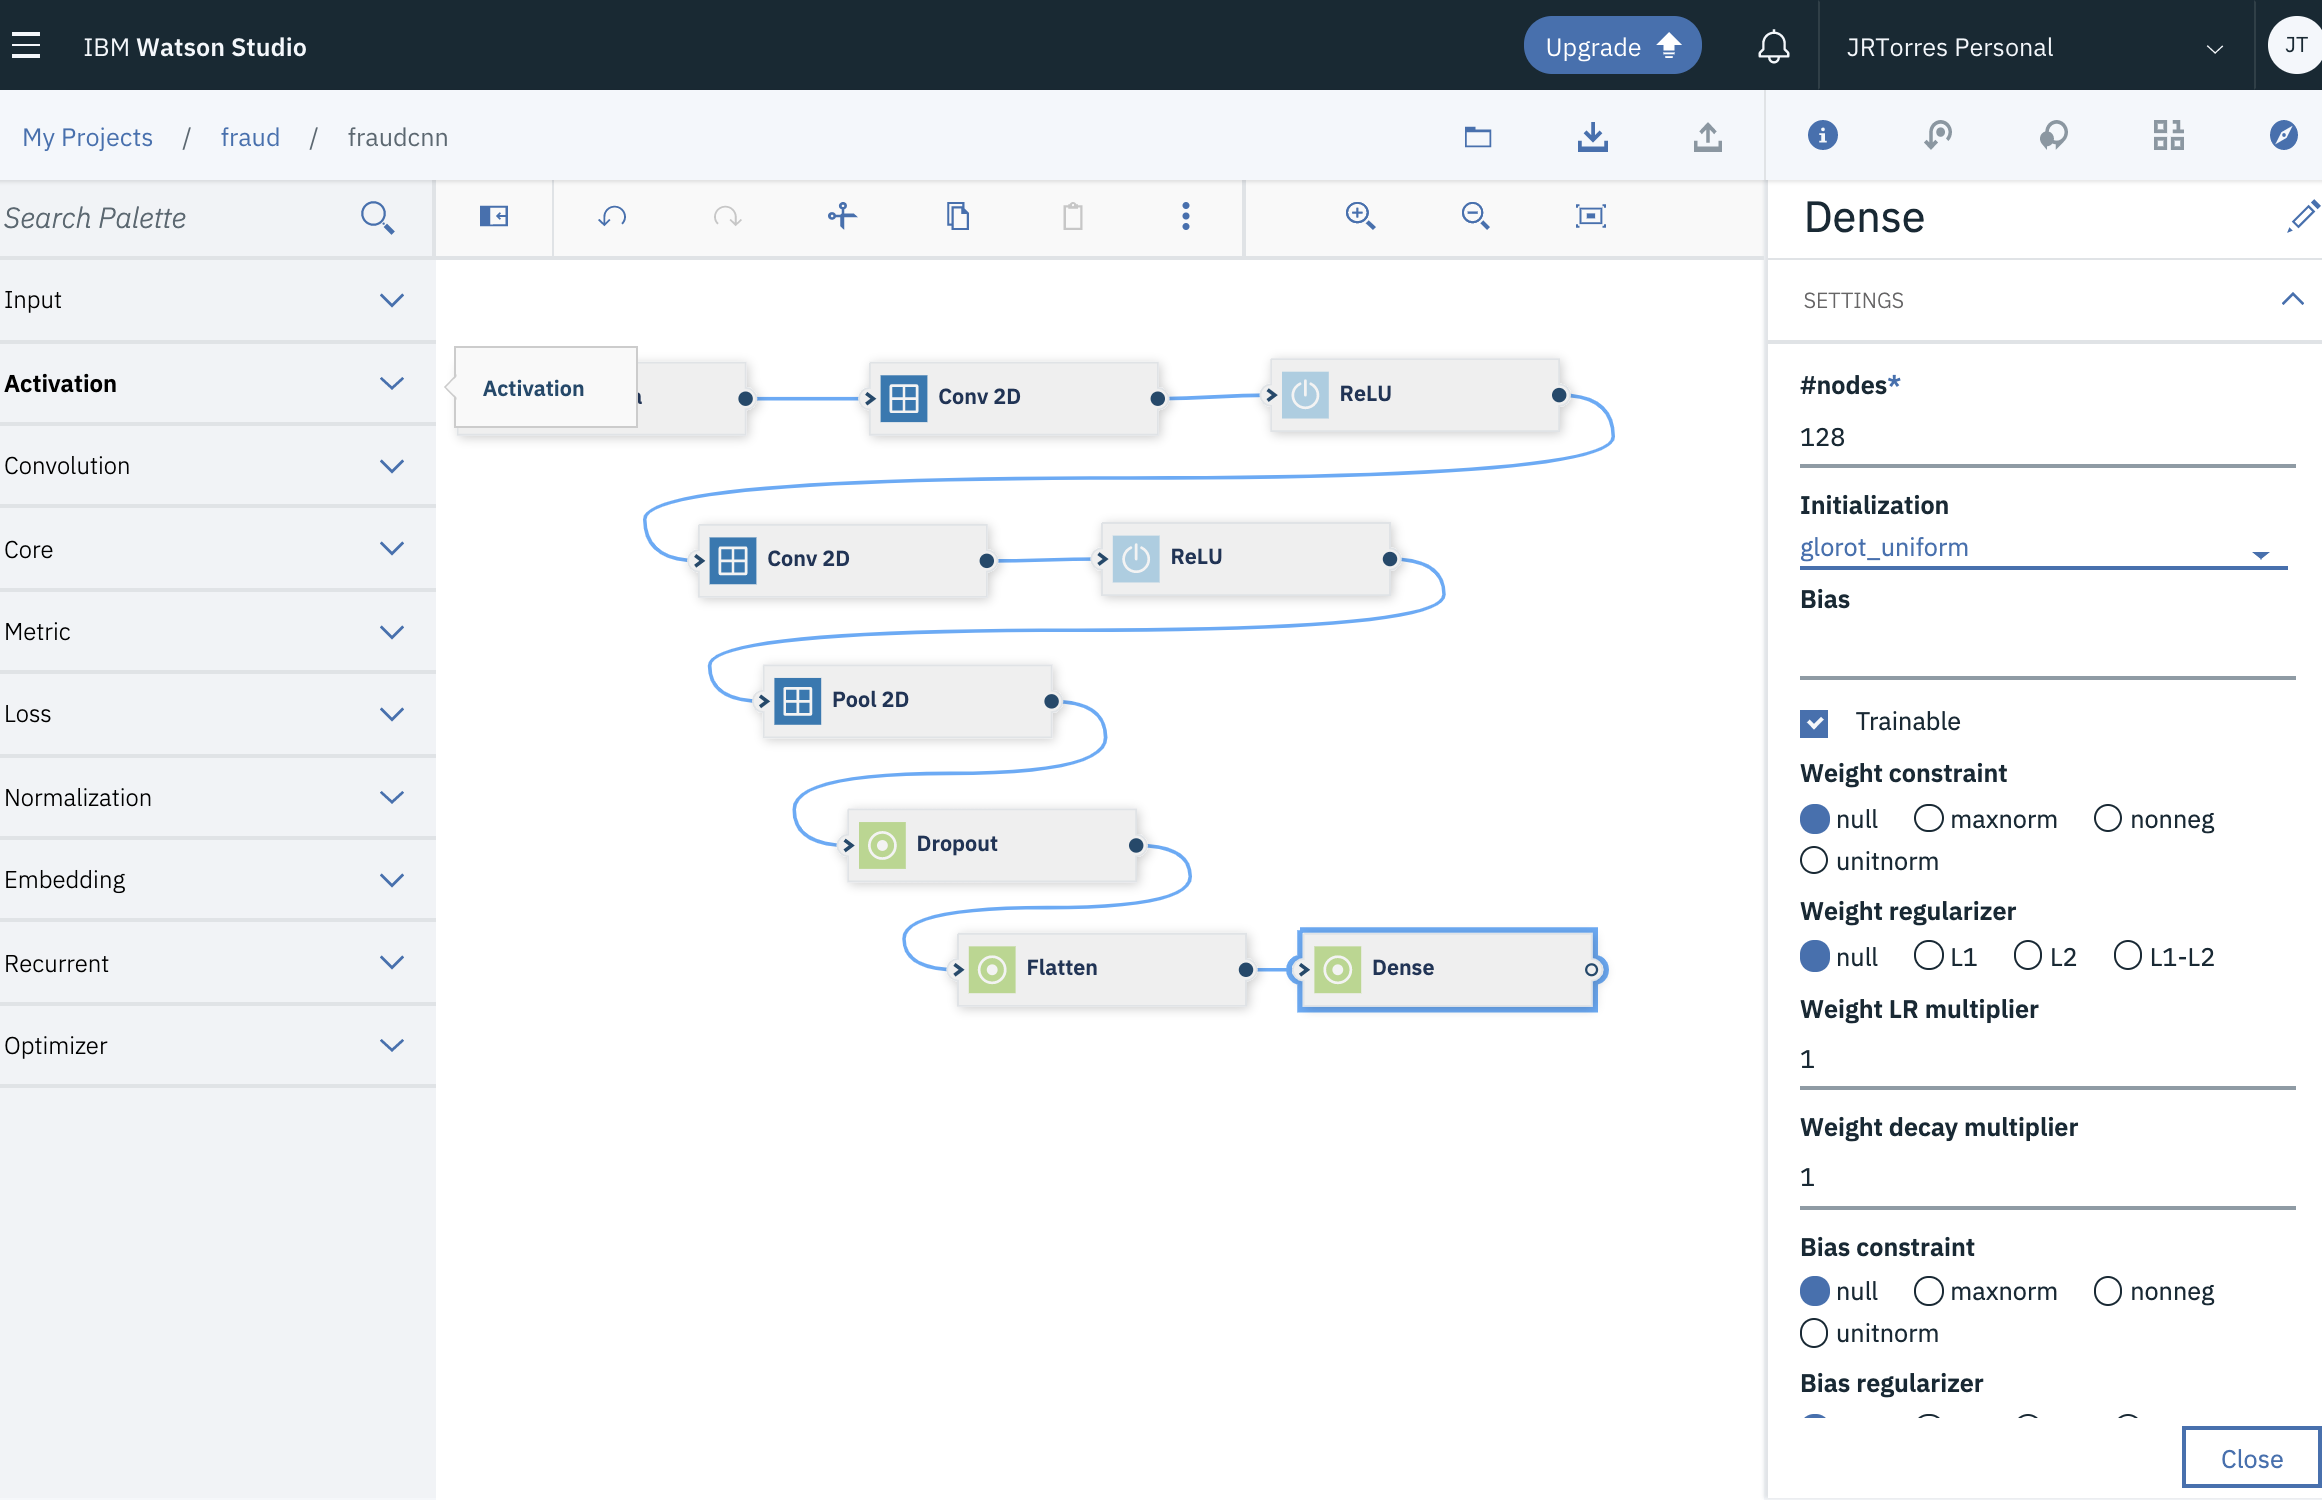 IBM Watson Studio
Upgrade
JRTorres Personal
JT
My Projects / fraud / fraudcnn
Search Palette
Input
Activation
Convolution
Core
Metric
Loss
Normalization
Embedding
Recurrent
Optimizer
Activation
Conv 2D
ReLU
Conv 2D
ReLU
Pool 2D
Dropout
Flatten
Dense
Dense
SETTINGS
#nodes*
128
Initialization
glorot_uniform
Bias
Trainable
Weight constraint
null maxnorm nonneg
unitnorm
Weight regularizer
null L1 L2 L1-L2
Weight LR multiplier
1
Weight decay multiplier
1
Bias constraint
null maxnorm nonneg
unitnorm
Bias regularizer
Close